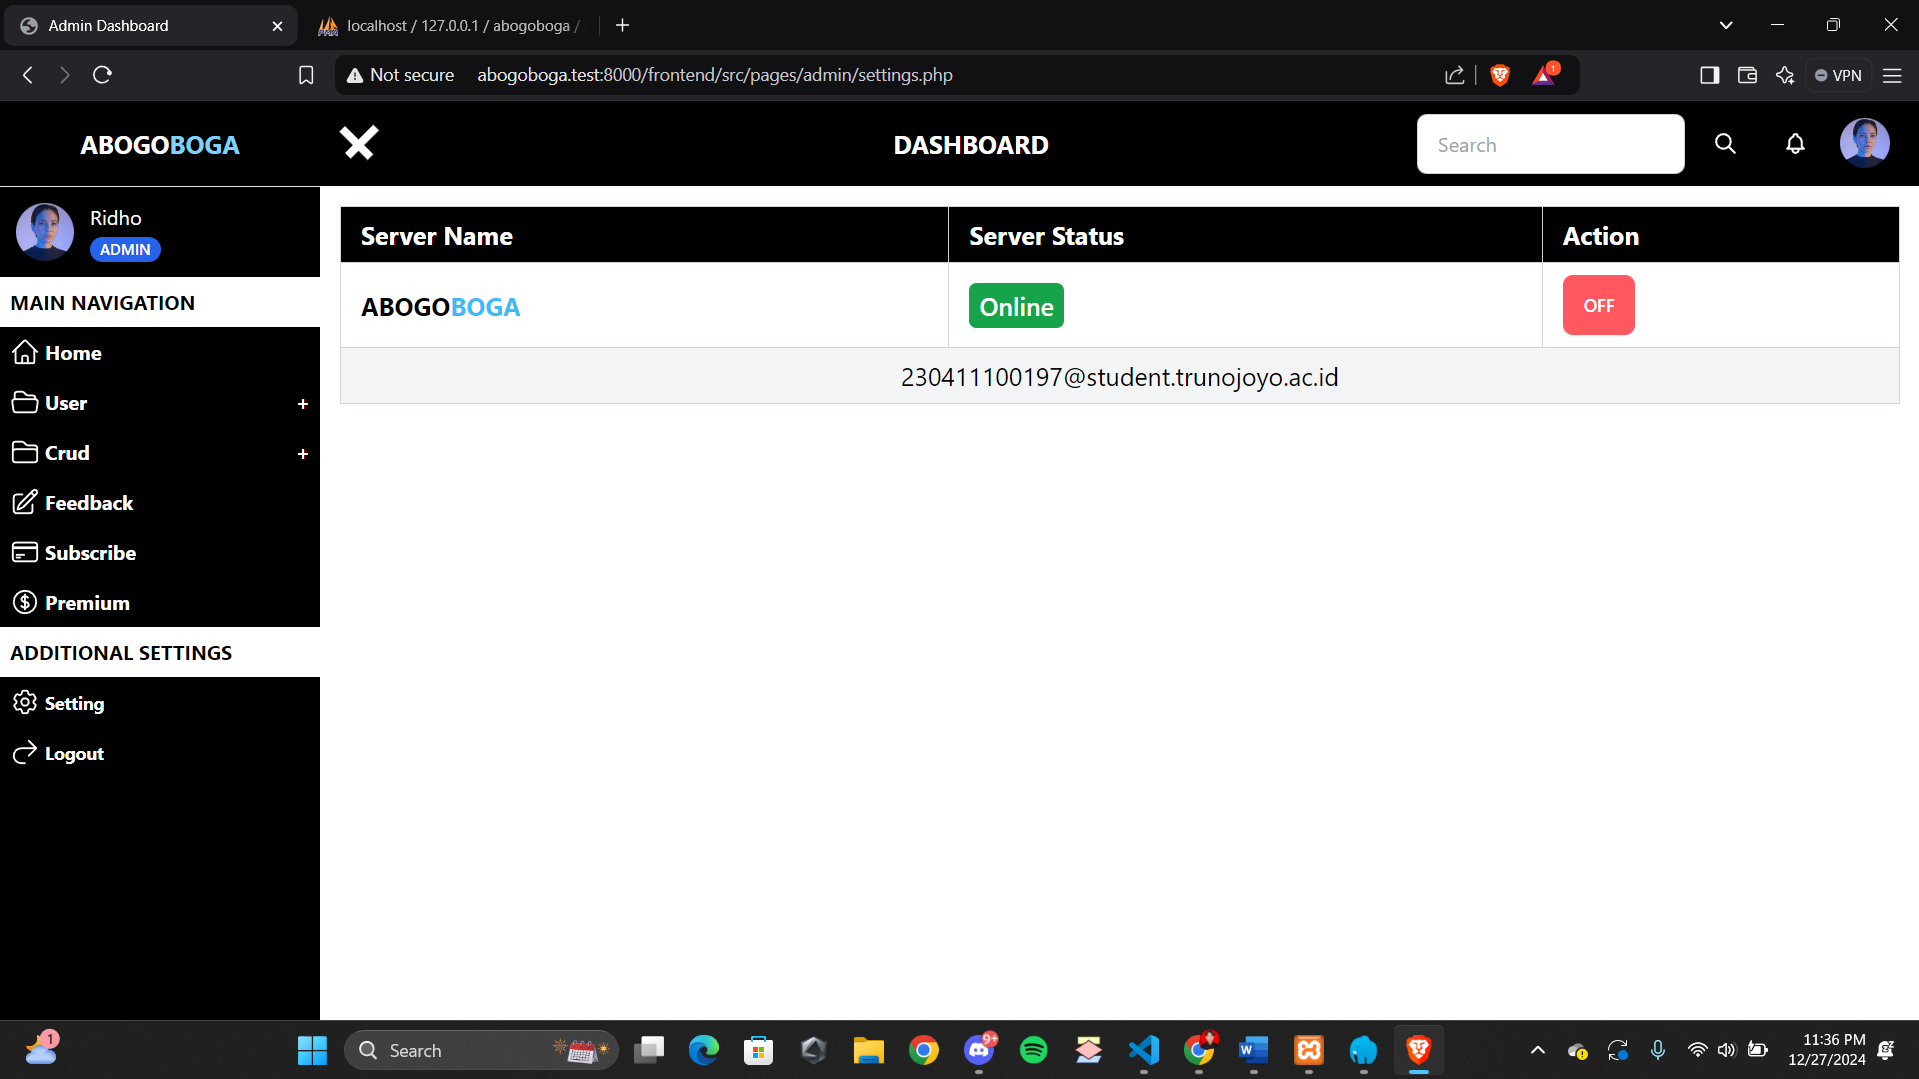 Admin Dashboard
localhost / 127.0.0.1 / abogoboga /
Not secure
abogoboga.test:8000/frontend/src/pages/admin/settings.php
1
VPN
ABOGOBOGA
DASHBOARD
Search
Ridho
ADMIN
MAIN NAVIGATION
Home
User +
Crud +
Feedback
Subscribe
Premium
ADDITIONAL SETTINGS
Setting
Logout
Server Name
Server Status
Action
ABOGOBOGA
Online
OFF
230411100197@student.trunojoyo.ac.id
1
Search
9+
W
11:36 PM
12/27/2024